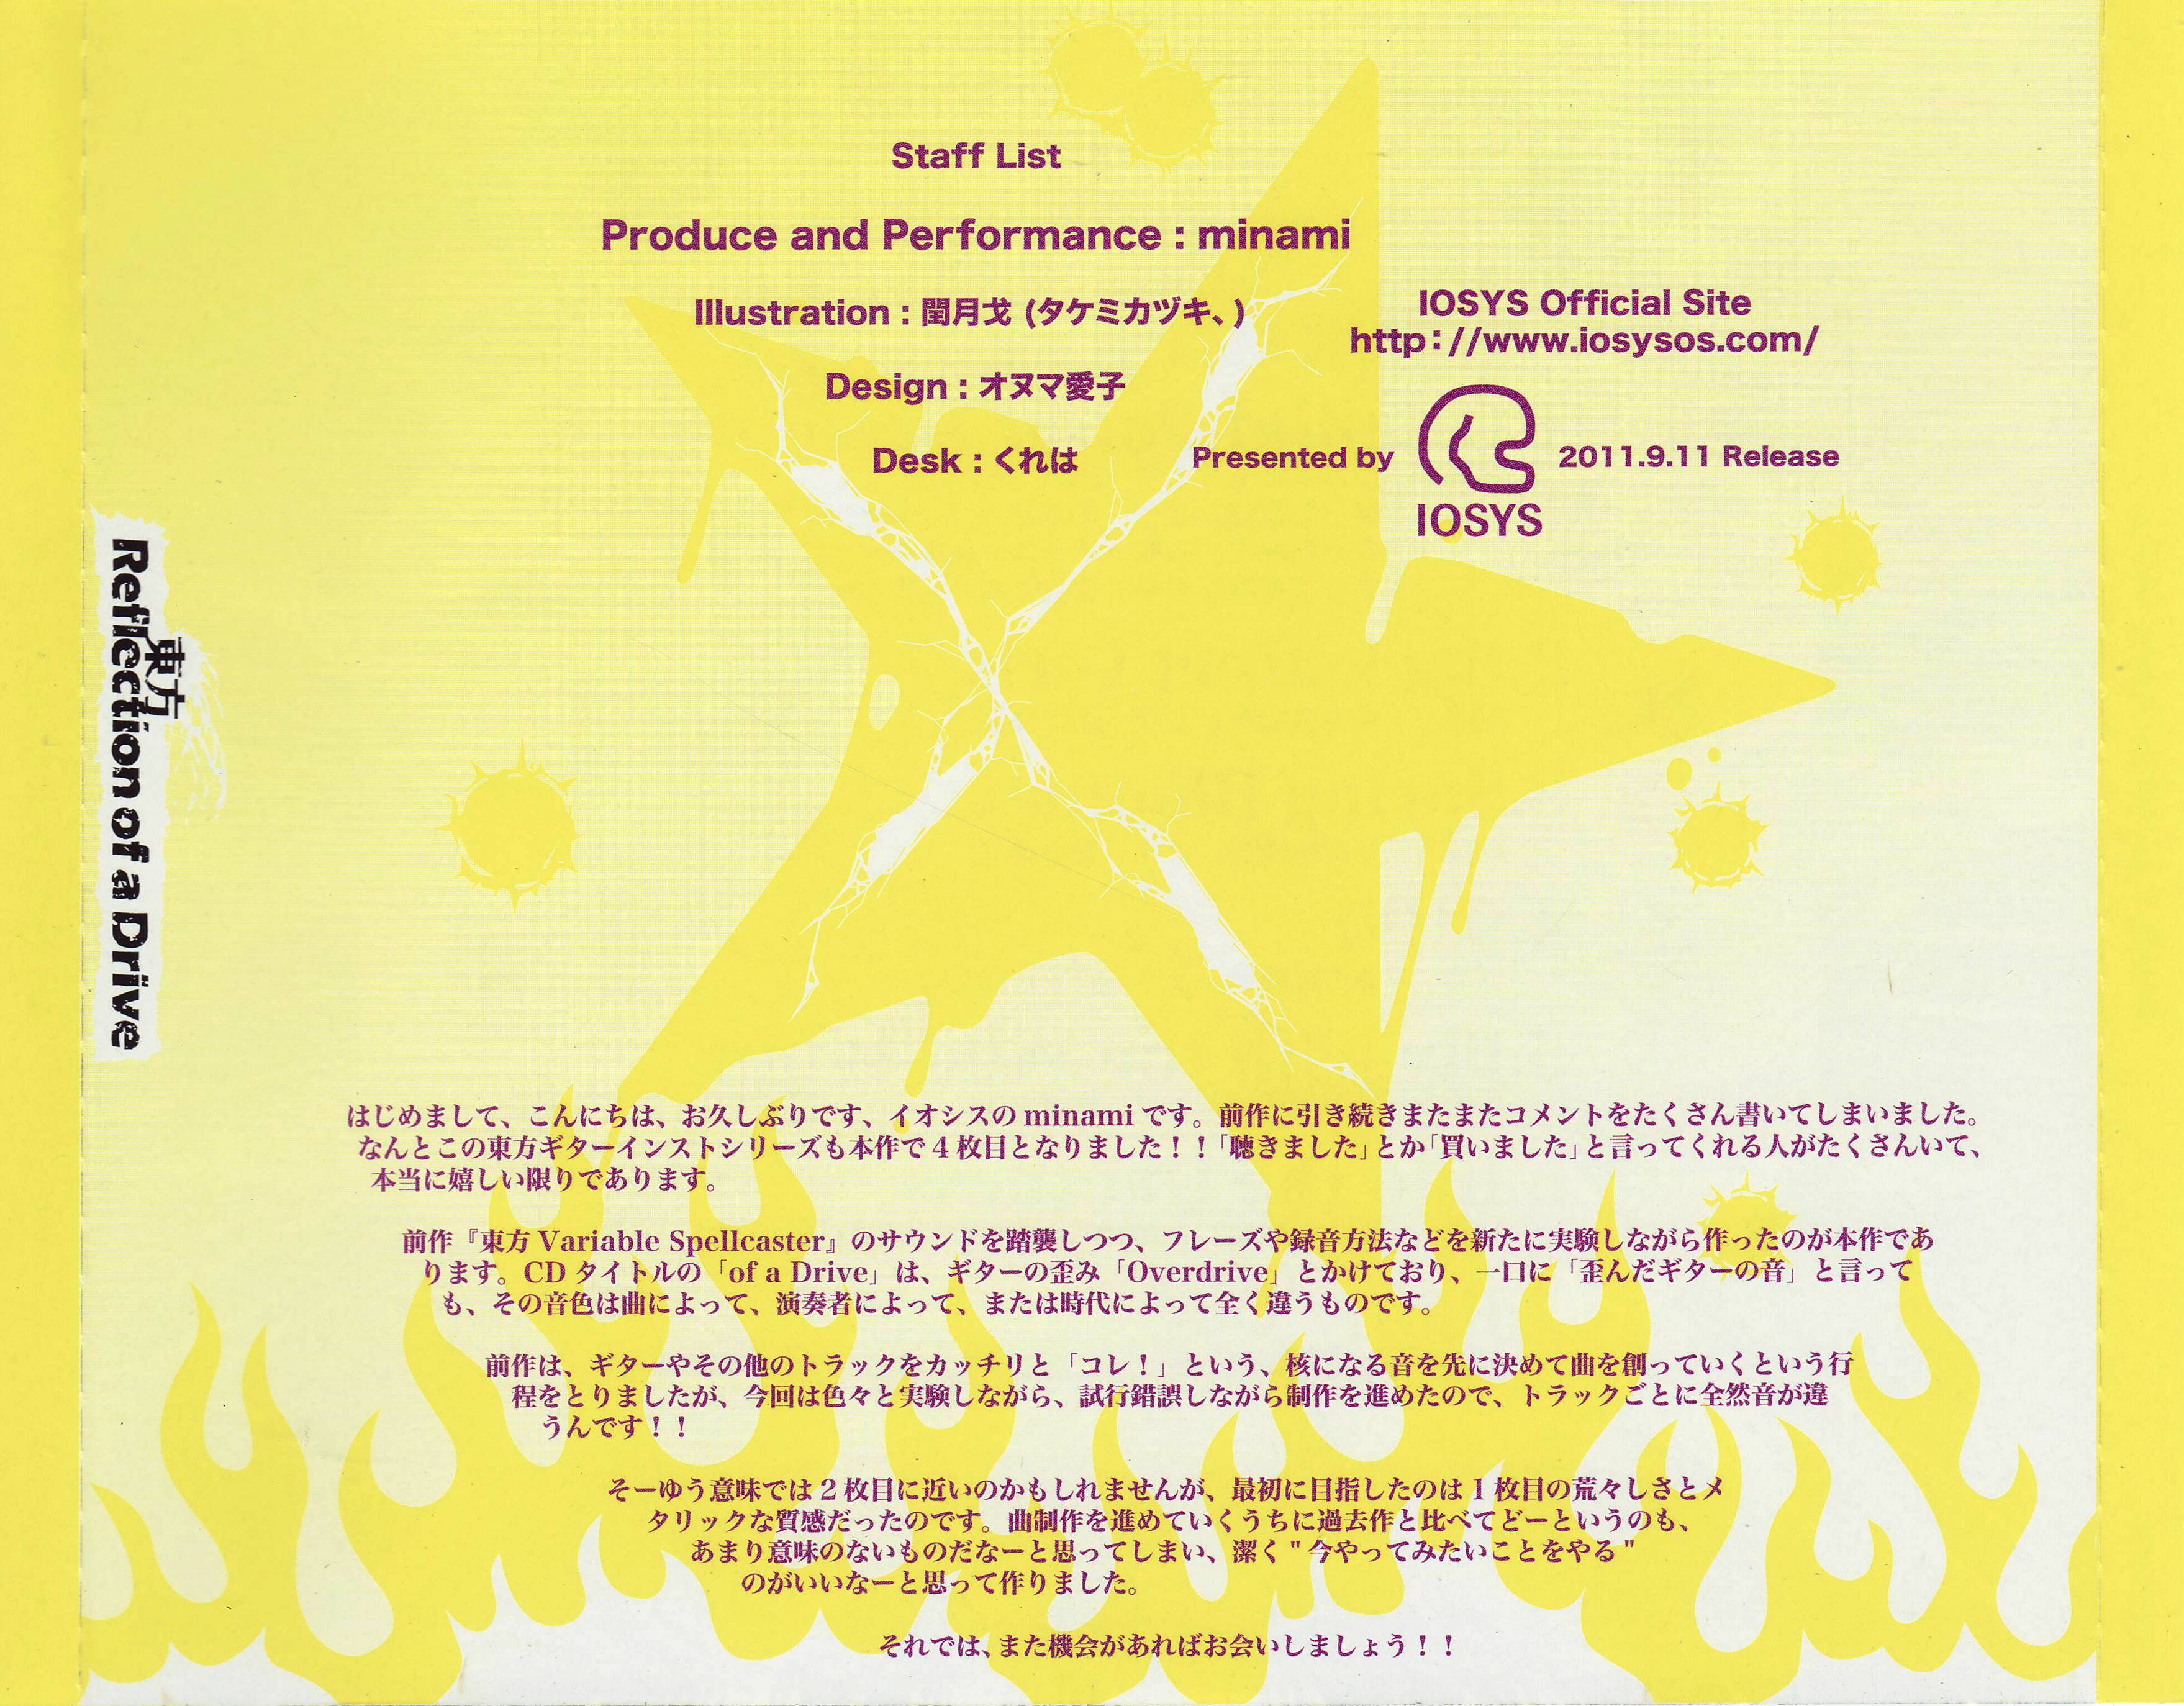 Staff List
Produce and Performance : minami
Illustration : 閏月戈 (タケミカヅキ、)
Design : オヌマ愛子
Desk : くれは
IOSYS Official Site
http://www.iosysos.com/
Presented by
IOSYS
2011.9.11 Release
東方
Reflection of a Drive
はじめまして、こんにちは、お久しぶりです、イオシスの minami です。前作に引き続きまたまたコメントをたくさん書いてしまいました。
なんとこの東方ギターインストシリーズも本作で 4 枚目となりました！！「聴きました」とか「買いました」と言ってくれる人がたくさんいて、
本当に嬉しい限りであります。
前作『東方 Variable Spellcaster』のサウンドを踏襲しつつ、フレーズや録音方法などを新たに実験しながら作ったのが本作であ
ります。CD タイトルの「of a Drive」は、ギターの歪み「Overdrive」とかけており、一口に「歪んだギターの音」と言って
も、その音色は曲によって、演奏者によって、または時代によって全く違うものです。
前作は、ギターやその他のトラックをカッチリと「コレ！」という、核になる音を先に決めて曲を創っていくという行
程をとりましたが、今回は色々と実験しながら、試行錯誤しながら制作を進めたので、トラックごとに全然音が違
うんです！！
そーゆう意味では 2 枚目に近いのかもしれませんが、最初に目指したのは 1 枚目の荒々しさとメ
タリックな質感だったのです。曲制作を進めていくうちに過去作と比べてどーというのも、
あまり意味のないものだなーと思ってしまい、潔く " 今やってみたいことをやる "
のがいいなーと思って作りました。
それでは、また機会があればお会いしましょう！！